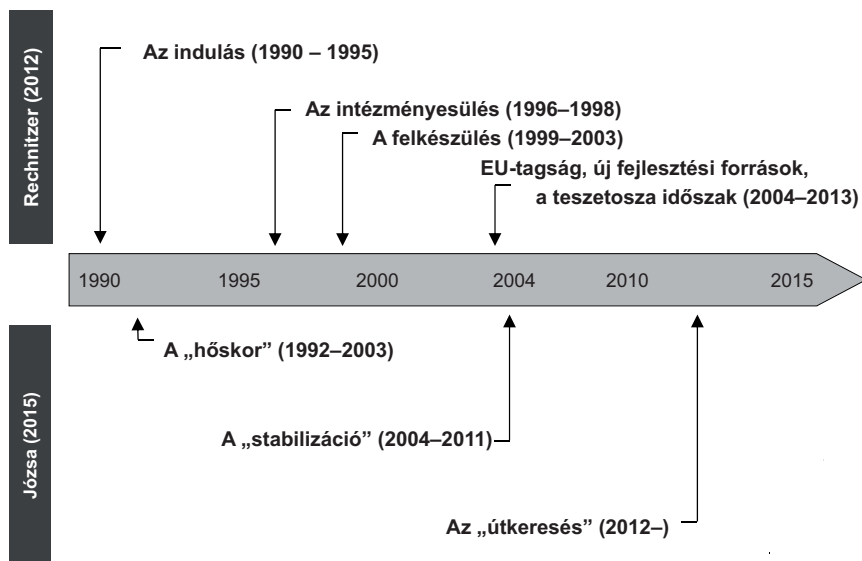 Rechnitzer (2012)
Az indulás (1990 – 1995)
Az intézményesülés (1996–1998)
A felkészülés (1999–2003)
EU-tagság, új fejlesztési források,
a teszetosza időszak (2004–2013)
1990 1995 2000 2004 2010 2015
Józsa (2015)
A „hőskor” (1992–2003)
A „stabilizáció” (2004–2011)
Az „útkeresés” (2012–)